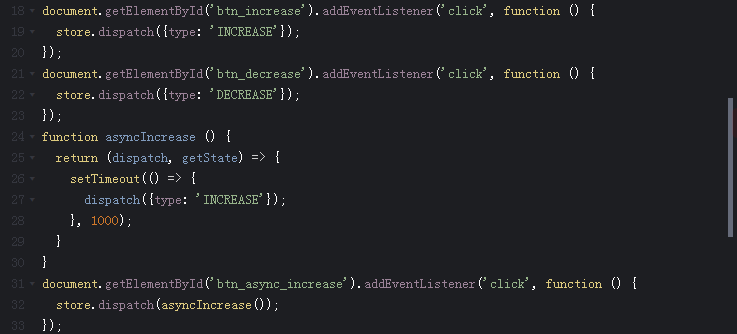 18 document.getElementById('btn_increase').addEventListener('click', function () {
19   store.dispatch({type: 'INCREASE'});
20 });
21 document.getElementById('btn_decrease').addEventListener('click', function () {
22   store.dispatch({type: 'DECREASE'});
23 });
24 function asyncIncrease () {
25   return (dispatch, getState) => {
26     setTimeout(() => {
27       dispatch({type: 'INCREASE'});
28     }, 1000);
29   }
30 }
31 document.getElementById('btn_async_increase').addEventListener('click', function () {
32   store.dispatch(asyncIncrease());
33 });